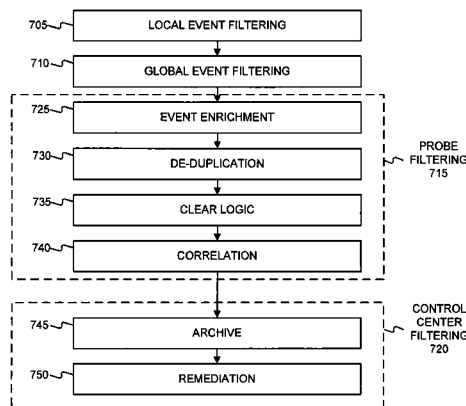 705
LOCAL EVENT FILTERING
710
GLOBAL EVENT FILTERING
725
EVENT ENRICHMENT
730
DE-DUPLICATION
735
CLEAR LOGIC
740
CORRELATION
PROBE
FILTERING
715
745
ARCHIVE
750
REMEDIATION
CONTROL
CENTER
FILTERING
720